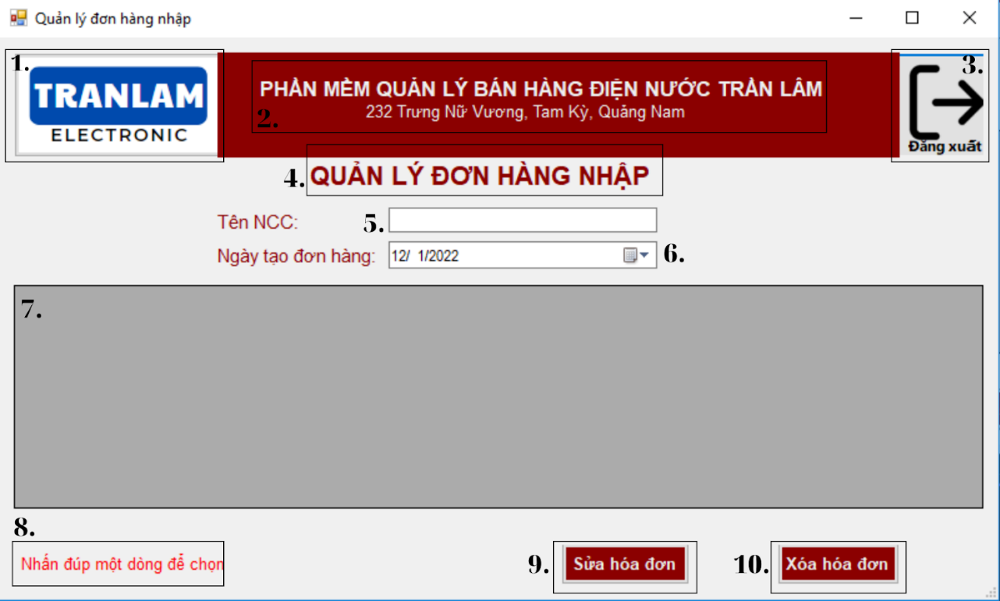 Quản lý đơn hàng nhập
1.
TRANLAM
ELECTRONIC
PHẦN MỀM QUẢN LÝ BÁN HÀNG ĐIỆN NƯỚC TRẦN LÂM
232 Trưng Nữ Vương, Tam Kỳ, Quảng Nam
2.
3.
Đăng xuất
4. QUẢN LÝ ĐƠN HÀNG NHẬP
Tên NCC: 5.
Ngày tạo đơn hàng: 12/ 1/2022 6.
7.
8.
Nhấn đúp một dòng để chọn
9. Sửa hóa đơn 10. Xóa hóa đơn